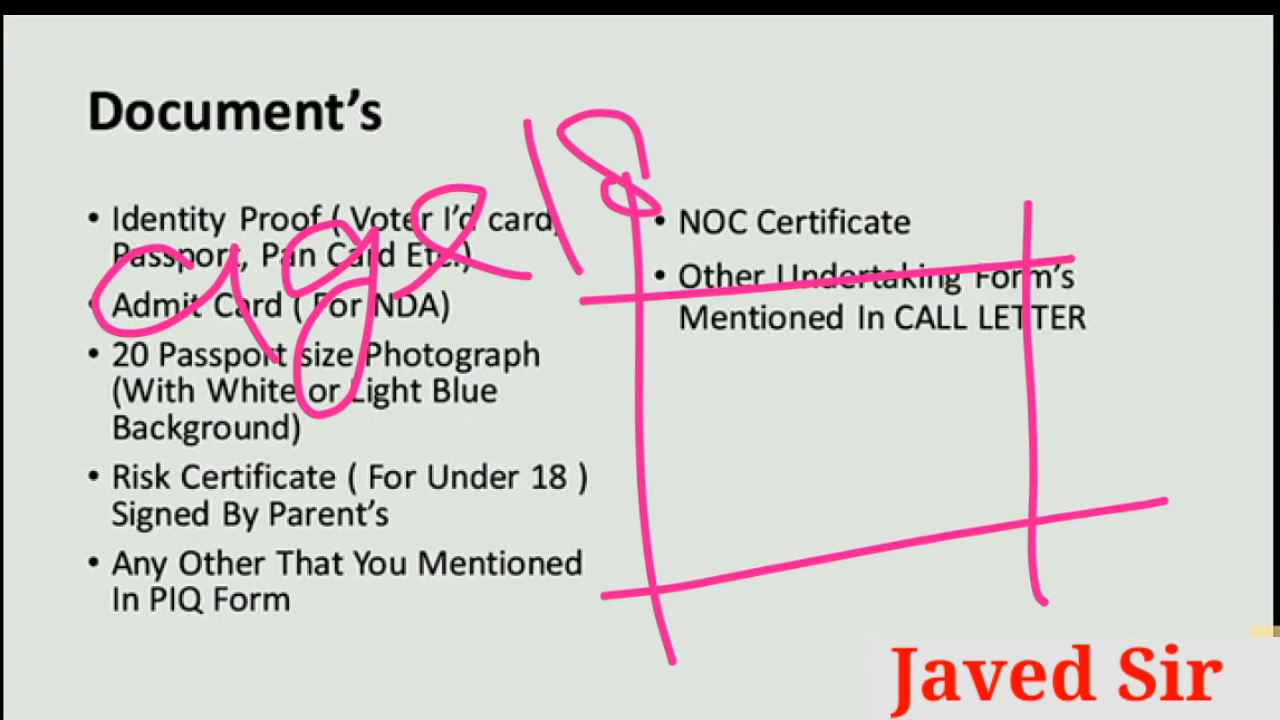 Document's
age 18
• Identity Proof ( Voter I'd card,
Passport, Pan Card Etc.)
• Admit Card ( For NDA)
• 20 Passport size Photograph
(With White or Light Blue
Background)
• Risk Certificate ( For Under 18 )
Signed By Parent's
• Any Other That You Mentioned
In PIQ Form
• NOC Certificate
• Other Undertaking Form's
Mentioned In CALL LETTER
Javed Sir